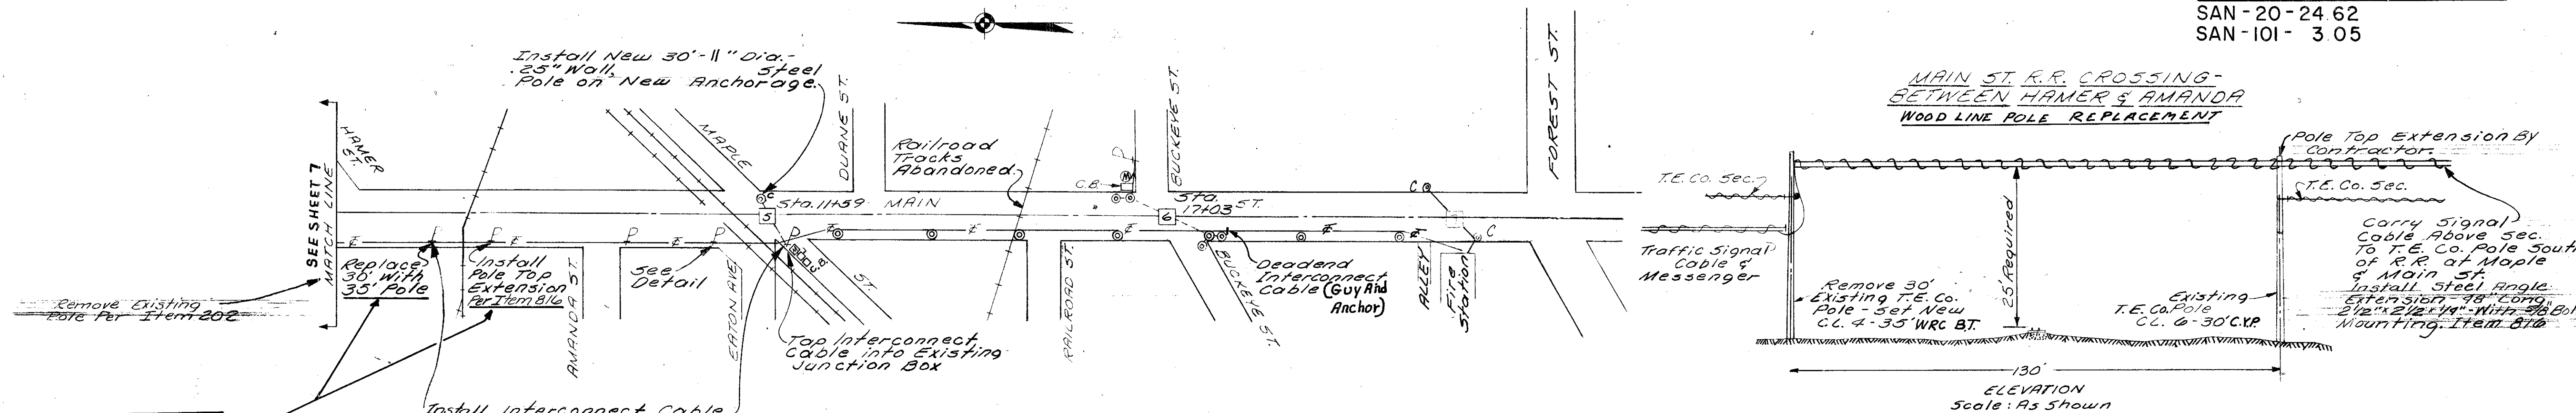 SAN-20-24.62
SAN-101- 3.05
Install New 30'-11" Dia.-
.25" Wall, Steel
Pole on New Anchorage.
MAIN ST. R.R. CROSSING-
BETWEEN HAMER & AMANDA
WOOD LINE POLE REPLACEMENT
HAMER
ST.
SEE SHEET 7
MATCH LINE
MAPLE
DUANE ST.
Railroad
Tracks
Abandoned.
BUCKEYE ST.
FOREST ST.
Pole Top Extension By
Contractor.
P
M
C.B.
C
C
T.E. Co. Sec.
T.E. Co. Sec.
5
Sta. 11+59 MAIN
Sta.
17+03 ST.
6
P
P
P
P
P
E
E
E
E
E
E
E
C
Replace
30' With
35' Pole
Install
Pole Top
Extension
Per Item 816
See
Detail
Remove Existing
Pole Per Item 202
AMANDA ST.
EATON AVE.
ST.
RAILROAD ST.
BUCKEYE ST.
Deadend
Interconnect
Cable (Guy And
Anchor)
ALLEY
Fire
Station
Traffic Signal
Cable &
Messenger
25' Required
Carry Signal
Cable Above Sec.
To T.E. Co. Pole South
of R.R. at Maple
& Main St.
Install Steel Angle
Extension - 98" Long
2½" x 2½" x ¼" - With 5/8 Bolt
Mounting. Item 816
Remove 30'
Existing T.E. Co.
Pole - Set New
CL. 4-35' WRC B.T.
Existing
T.E. Co. Pole
CL. 6-30' C.Y.P.
Tap Interconnect
Cable into Existing
Junction Box
Install Interconnect Cable
130'
ELEVATION
Scale: As Shown